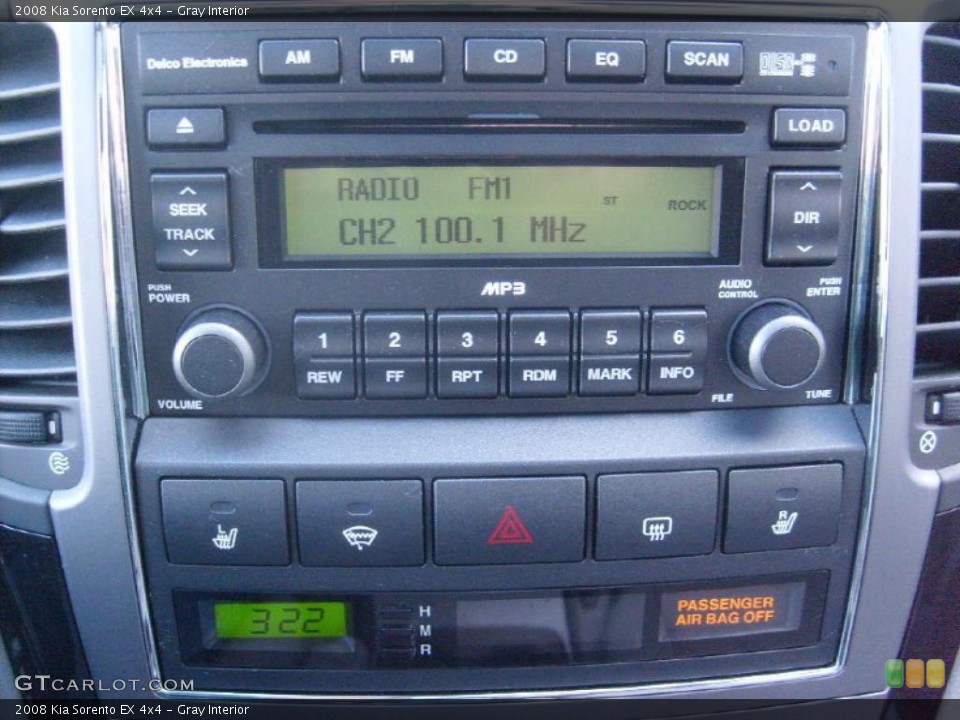 2008 Kia Sorento EX 4x4 - Gray Interior
Delco Electronics AM FM CD EQ SCAN
LOAD
SEEK
TRACK
RADIO FM1 ST ROCK
CH2 100.1 MHz
DIR
PUSH
POWER
MP3
AUDIO
CONTROL
PUSH
ENTER
1 2 3 4 5 6
REW FF RPT RDM MARK INFO
VOLUME
FILE
TUNE
L
R
3 22
H
M
R
PASSENGER
AIR BAG OFF
GTCARLOT.COM
2008 Kia Sorento EX 4x4 - Gray Interior